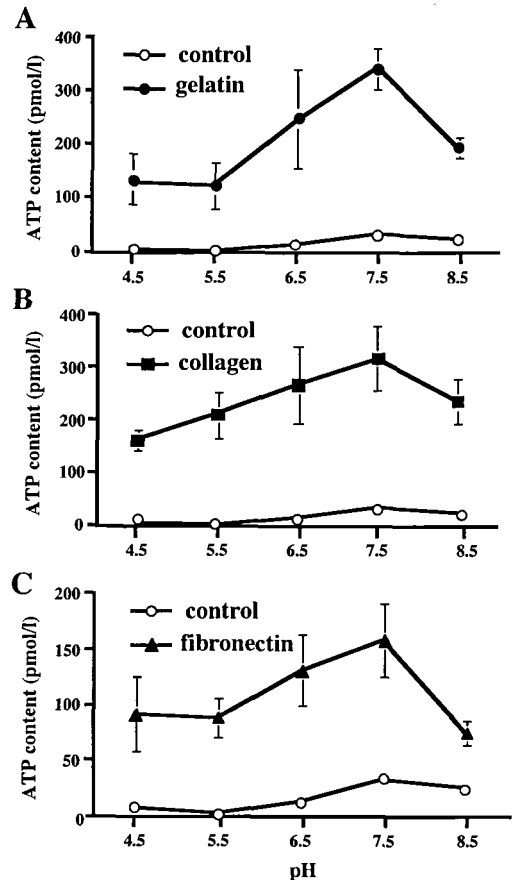 A
ATP content (pmol/l)
400
300
200
100
0
control
gelatin
4.5 5.5 6.5 7.5 8.5
B
ATP content (pmol/l)
400
300
200
100
0
control
collagen
4.5 5.5 6.5 7.5 8.5
C
ATP content (pmol/l)
200
150
100
50
0
control
fibronectin
4.5 5.5 6.5 7.5 8.5
pH